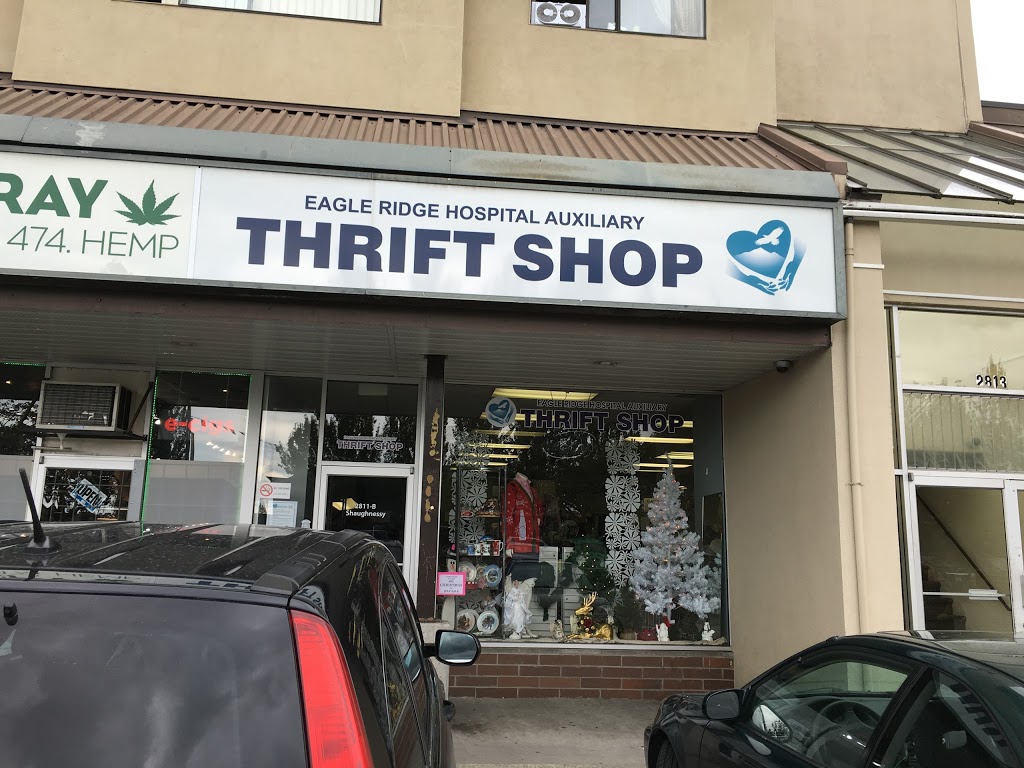 RAY
474. HEMP
EAGLE RIDGE HOSPITAL AUXILIARY
THRIFT SHOP
2813
EAGLE RIDGE HOSPITAL AUXILIARY
THRIFT SHOP
THRIFT SHOP
OPEN
2811-B
Shaughnessy